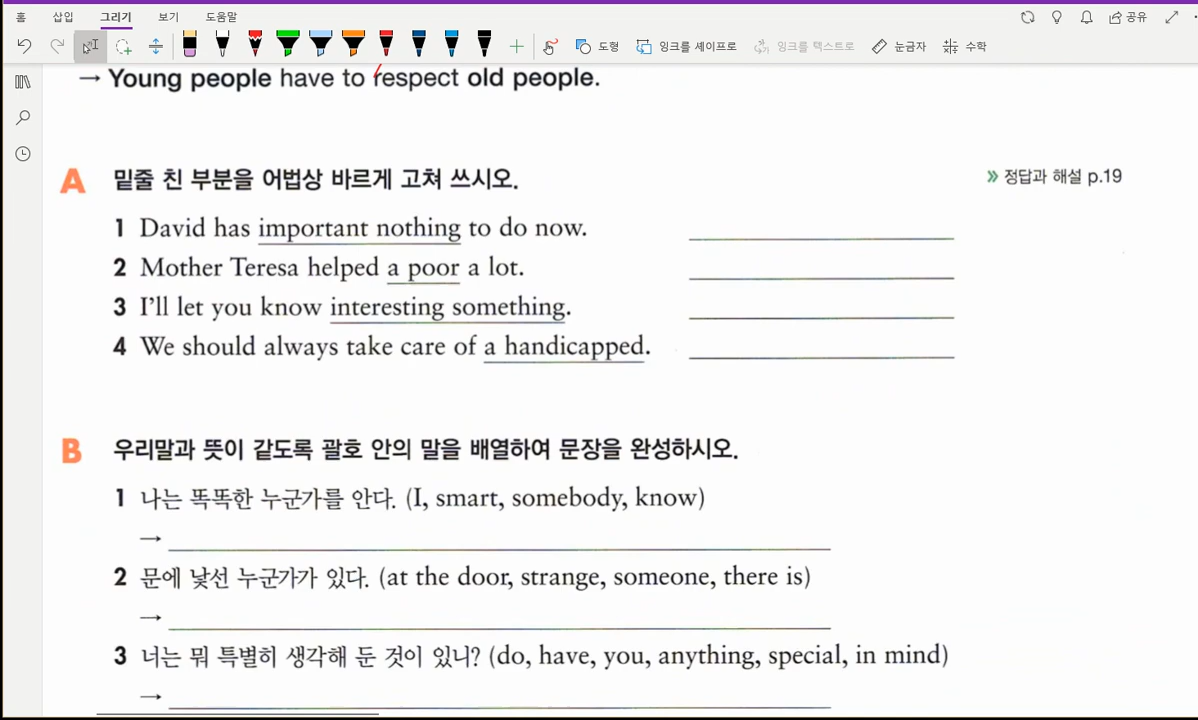 홈 삽입 그리기 보기 도움말
공유
도형 잉크를 셰이프로 잉크를 텍스트로 눈금자 수학
→ Young people have to respect old people.
A 밑줄 친 부분을 어법상 바르게 고쳐 쓰시오. » 정답과 해설 p.19
1 David has important nothing to do now.
2 Mother Teresa helped a poor a lot.
3 I'll let you know interesting something.
4 We should always take care of a handicapped.
B 우리말과 뜻이 같도록 괄호 안의 말을 배열하여 문장을 완성하시오.
1 나는 똑똑한 누군가를 안다. (I, smart, somebody, know)
→
2 문에 낯선 누군가가 있다. (at the door, strange, someone, there is)
→
3 너는 뭐 특별히 생각해 둔 것이 있니? (do, have, you, anything, special, in mind)
→